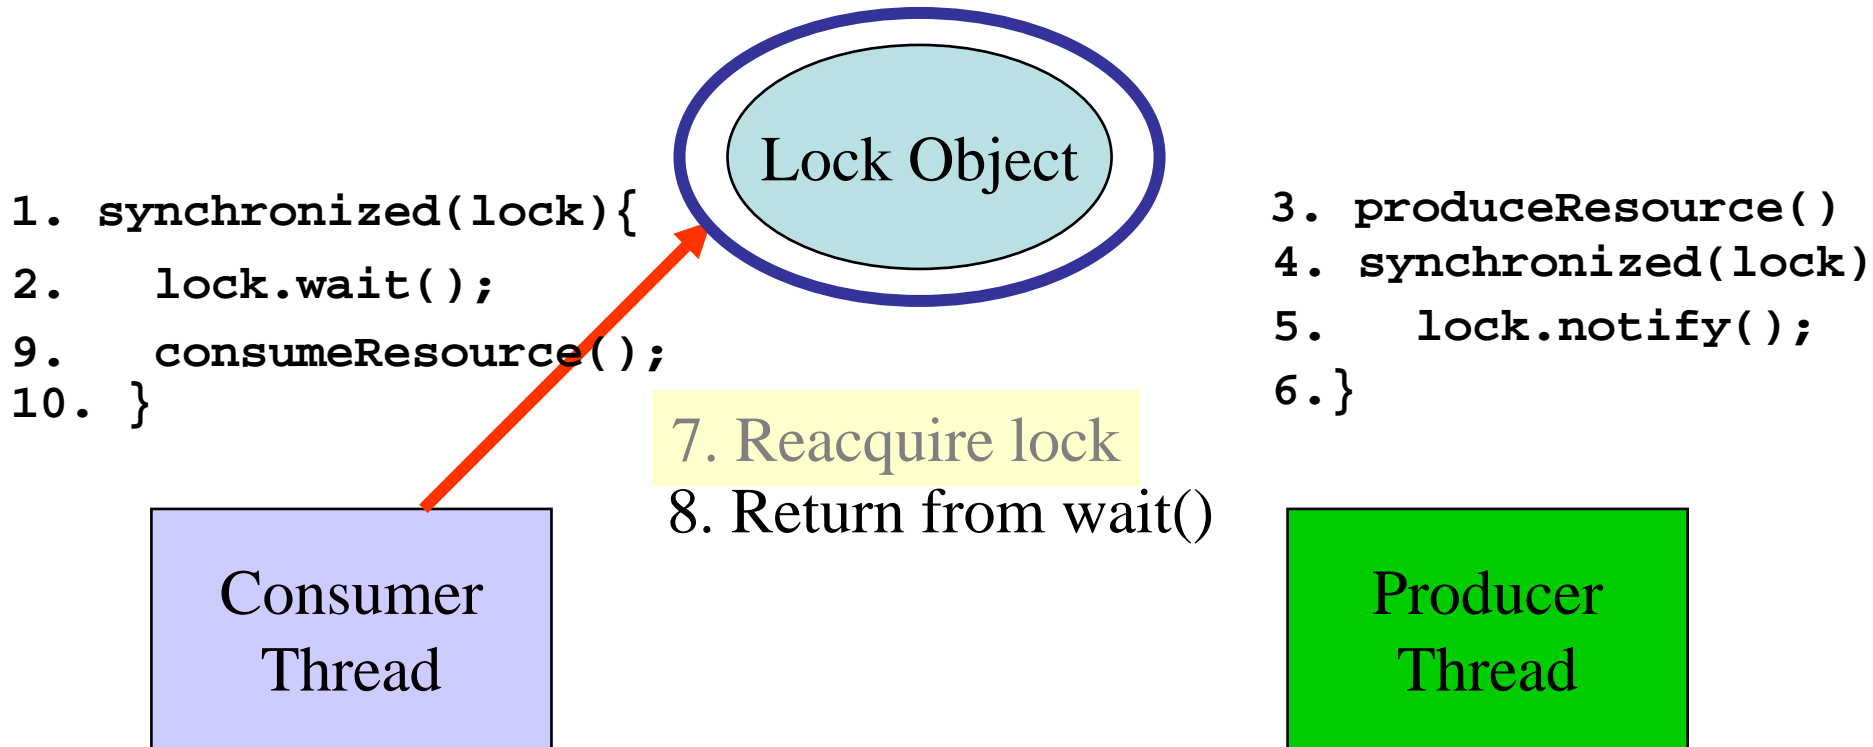 Lock Object
1. synchronized(lock){
2.   lock.wait();
9.   consumeResource();
10. }
3. produceResource()
4. synchronized(lock)
5.   lock.notify();
6.}
7. Reacquire lock
8. Return from wait()
Consumer
Thread
Producer
Thread